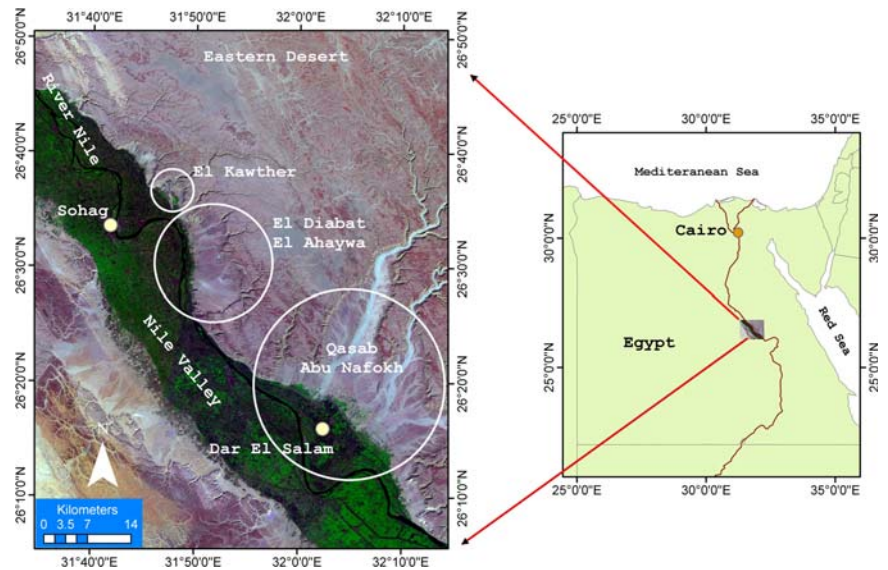 31°40'0"E 31°50'0"E 32°0'0"E 32°10'0"E
26°50'0"N
26°40'0"N
26°30'0"N
26°20'0"N
26°10'0"N
Eastern Desert
River Nile
El Kawther
Sohag
El Diabat
El Ahaywa
Nile Valley
Qasab
Abu Nafokh
Dar El Salam
N
Kilometers
0 3.5 7 14
26°50'0"N
26°40'0"N
26°30'0"N
26°20'0"N
26°10'0"N
31°40'0"E 31°50'0"E 32°0'0"E 32°10'0"E
25°0'0"E 30°0'0"E 35°0'0"E
Mediteranean Sea
Cairo
30°0'0"N
30°0'0"N
Red Sea
Egypt
25°0'0"N
25°0'0"N
25°0'0"E 30°0'0"E 35°0'0"E